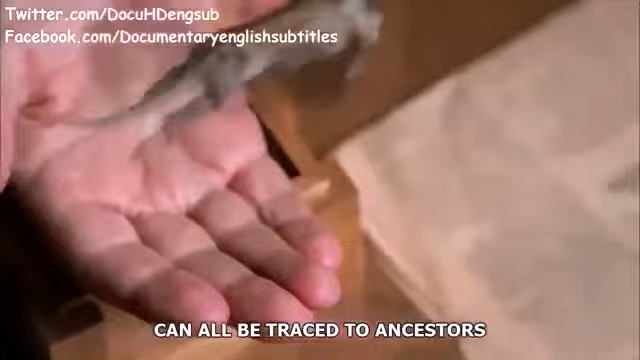 Twitter.com/DocuHDengsub
Facebook.com/Documentaryenglishsubtitles
CAN ALL BE TRACED TO ANCESTORS